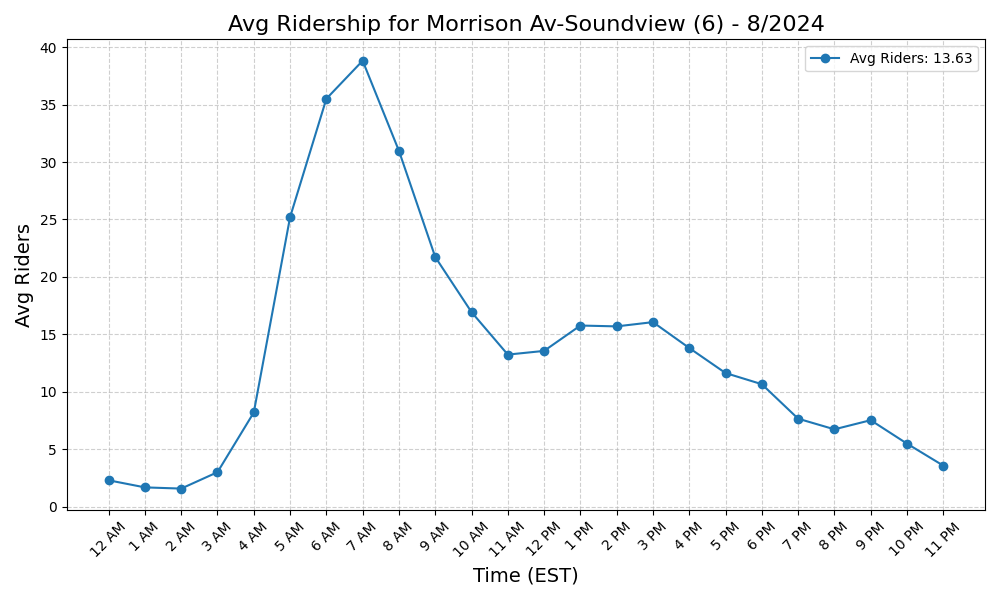 Avg Ridership for Morrison Av-Soundview (6) - 8/2024
Avg Riders: 13.63
Avg Riders
40
35
30
25
20
15
10
5
0
12 AM
1 AM
2 AM
3 AM
4 AM
5 AM
6 AM
7 AM
8 AM
9 AM
10 AM
11 AM
12 PM
1 PM
2 PM
3 PM
4 PM
5 PM
6 PM
7 PM
8 PM
9 PM
10 PM
11 PM
Time (EST)